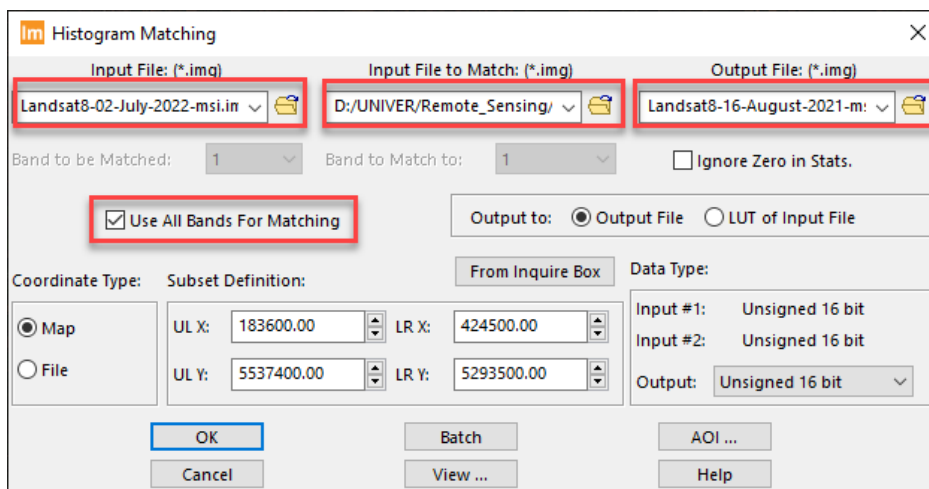 Im Histogram Matching
Input File: (*.img) Input File to Match: (*.img) Output File: (*.img)
Landsat8-02-July-2022-msi.im D:/UNIVER/Remote_Sensing/ Landsat8-16-August-2021-ms
Band to be Matched: 1 Band to Match to: 1 Ignore Zero in Stats.
Use All Bands For Matching Output to: Output File LUT of Input File
Coordinate Type: Subset Definition: From Inquire Box Data Type:
Map UL X: 183600.00 LR X: 424500.00 Input #1: Unsigned 16 bit
Input #2: Unsigned 16 bit
File UL Y: 5537400.00 LR Y: 5293500.00 Output: Unsigned 16 bit
OK Batch AOI ...
Cancel View ... Help